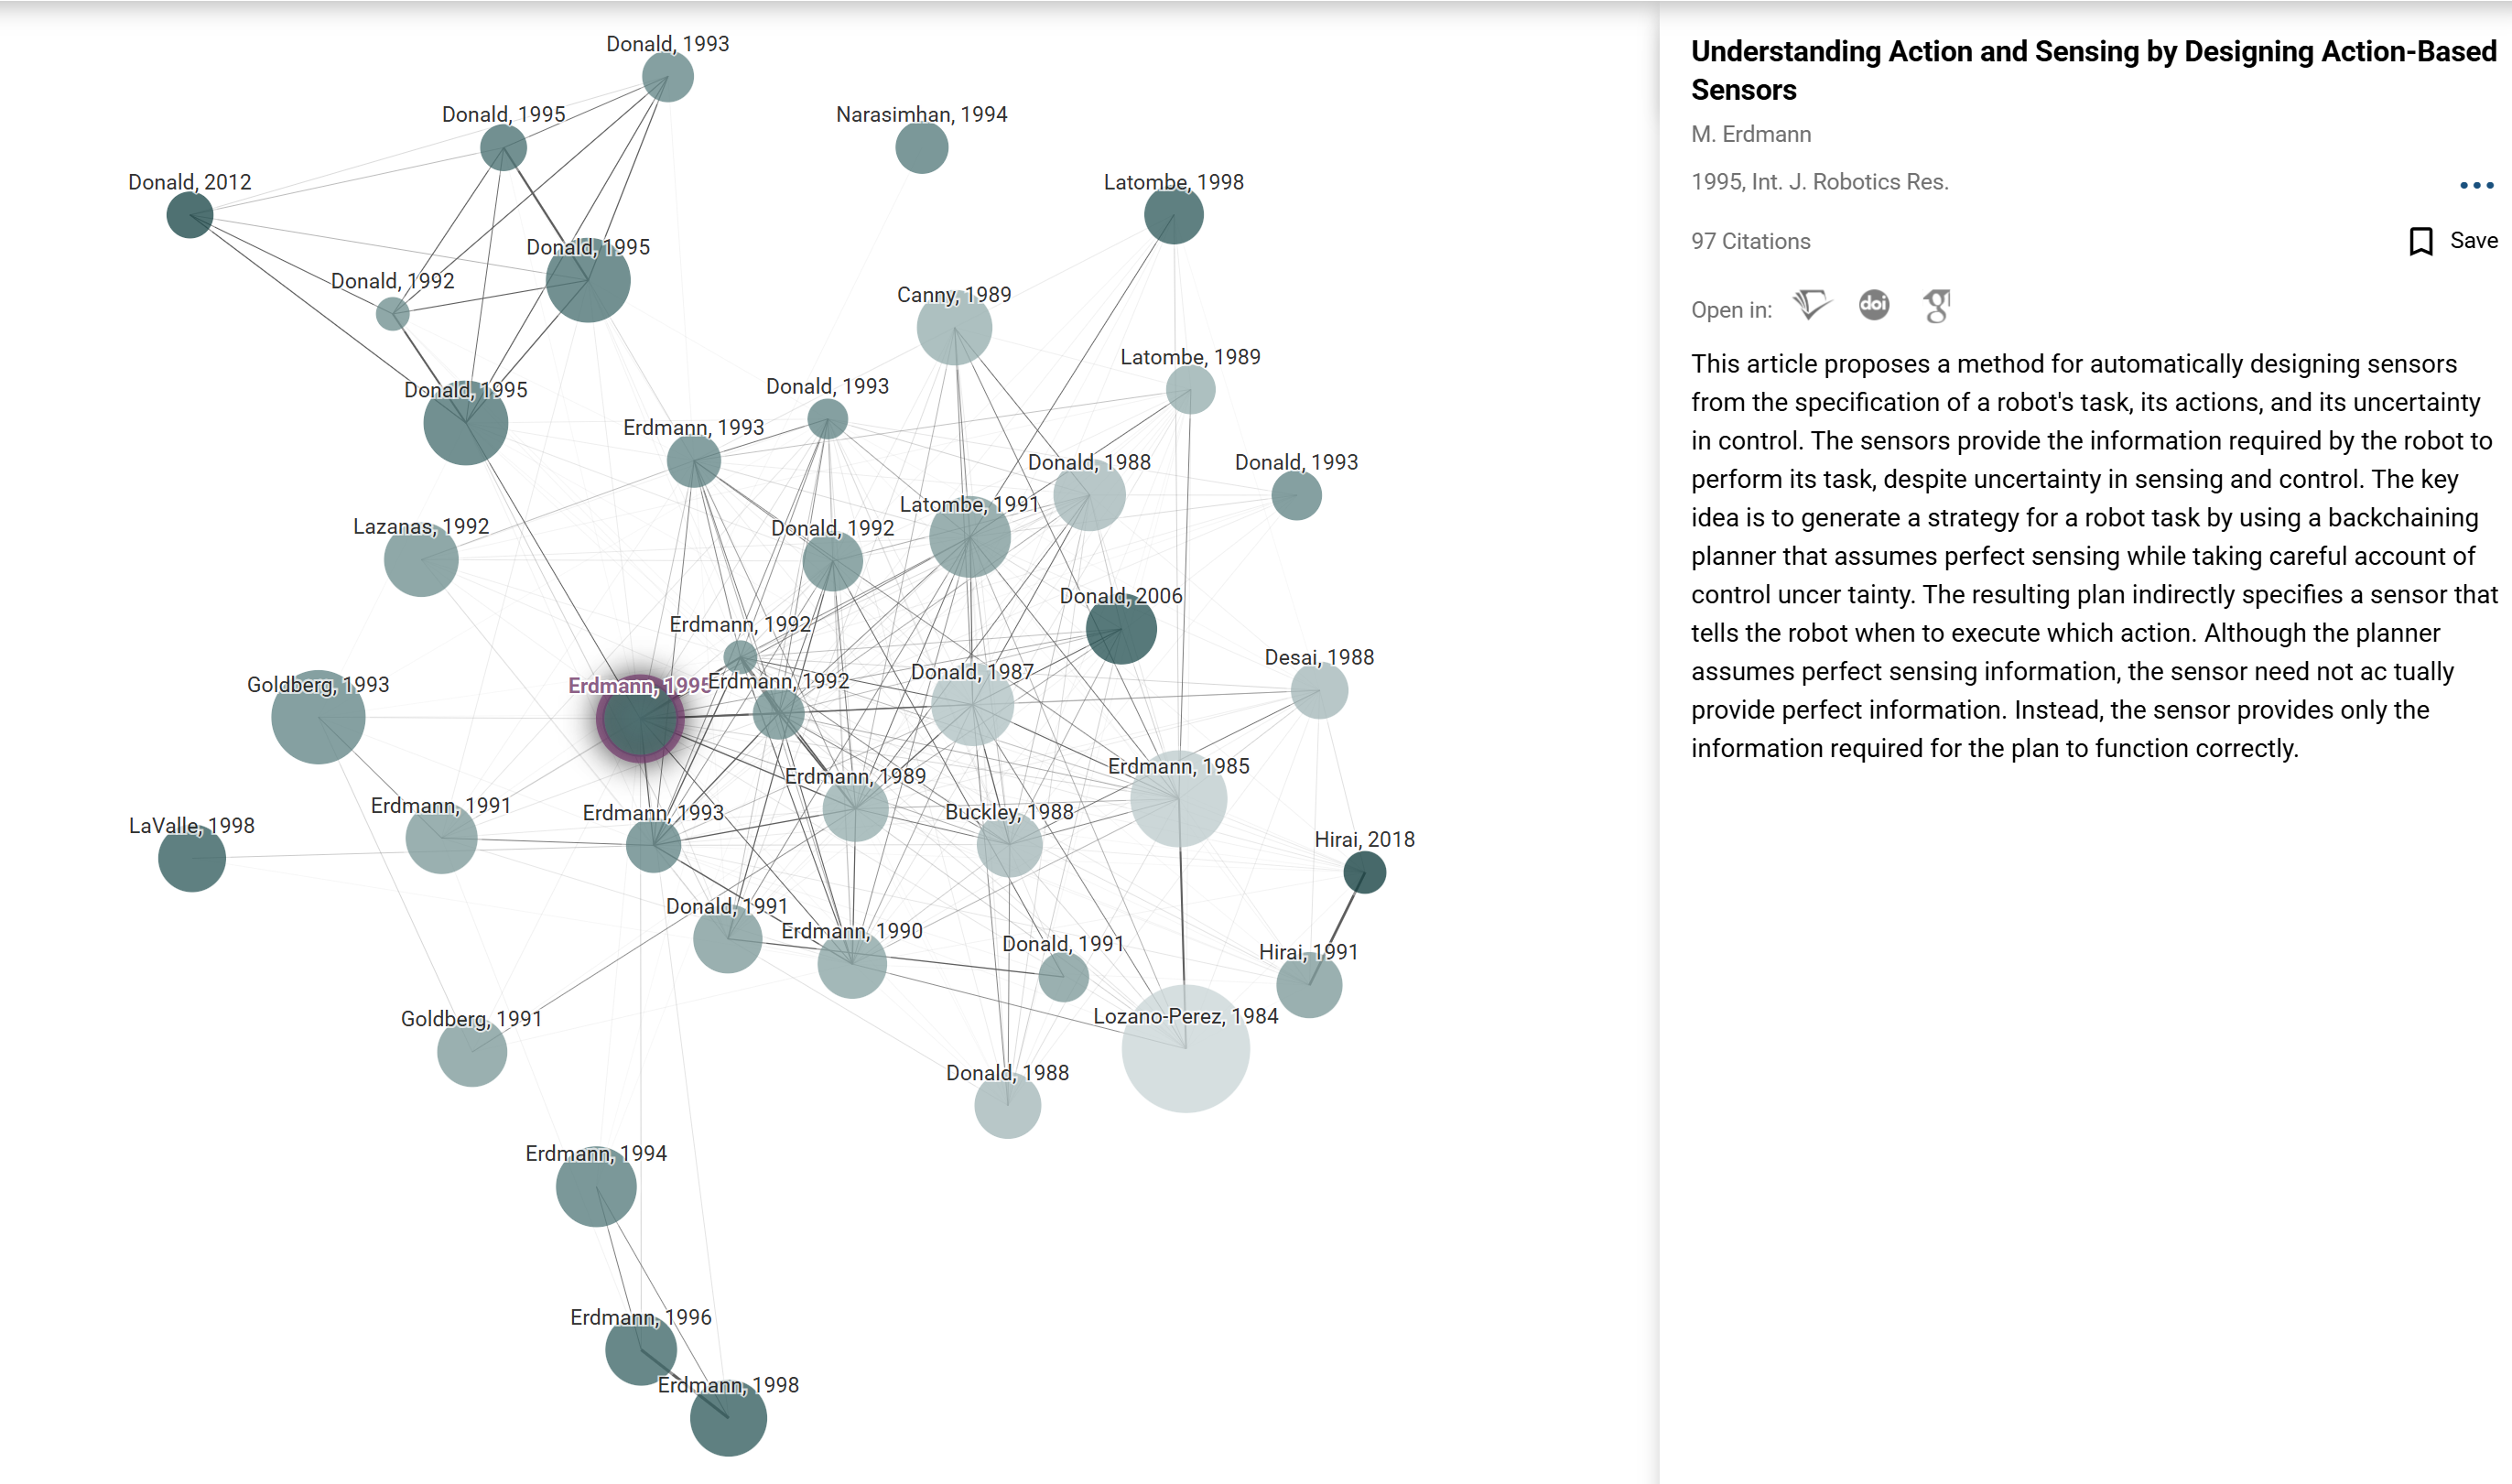 Donald, 1993
Donald, 1995
Narasimhan, 1994
Donald, 2012
Latombe, 1998
Donald, 1995
Donald, 1992
Canny, 1989
Latombe, 1989
Donald, 1995
Donald, 1993
Erdmann, 1993
Donald, 1988
Donald, 1993
Latombe, 1991
Lazanas, 1992
Donald, 1992
Donald, 2006
Erdmann, 1992
Desai, 1988
Donald, 1987
Goldberg, 1993
Erdmann, 1995
Erdmann, 1992
Erdmann, 1985
Erdmann, 1989
Erdmann, 1991
Erdmann, 1993
Buckley, 1988
LaValle, 1998
Hirai, 2018
Donald, 1991
Erdmann, 1990
Donald, 1991
Hirai, 1991
Goldberg, 1991
Lozano-Perez, 1984
Donald, 1988
Erdmann, 1994
Erdmann, 1996
Erdmann, 1998
Understanding Action and Sensing by Designing Action-Based
Sensors
M. Erdmann
1995, Int. J. Robotics Res.
97 Citations
Save
Open in:
doi
g
This article proposes a method for automatically designing sensors
from the specification of a robot's task, its actions, and its uncertainty
in control. The sensors provide the information required by the robot to
perform its task, despite uncertainty in sensing and control. The key
idea is to generate a strategy for a robot task by using a backchaining
planner that assumes perfect sensing while taking careful account of
control uncer tainty. The resulting plan indirectly specifies a sensor that
tells the robot when to execute which action. Although the planner
assumes perfect sensing information, the sensor need not ac tually
provide perfect information. Instead, the sensor provides only the
information required for the plan to function correctly.